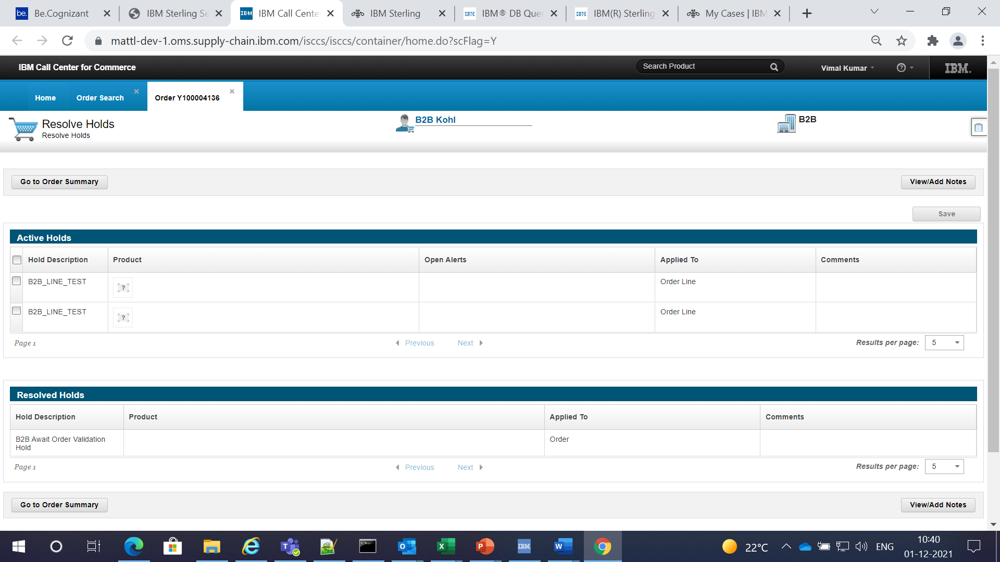 be. Be.Cognizant
IBM Sterling Se
IBM IBM Call Cente
IBM Sterling
IBM® DB Quer
IBM(R) Sterling
My Cases | IBM
mattl-dev-1.oms.supply-chain.ibm.com/isccs/isccs/container/home.do?scFlag=Y
IBM Call Center for Commerce
Search Product
Vimal Kumar
?
IBM.
Home
Order Search
Order Y100004136
Resolve Holds
Resolve Holds
B2B Kohl
B2B
Go to Order Summary
View/Add Notes
Save
Active Holds
Hold Description Product Open Alerts Applied To Comments
B2B_LINE_TEST ? Order Line
B2B_LINE_TEST ? Order Line
Page 1 Previous Next Results per page: 5
Resolved Holds
Hold Description Product Applied To Comments
B2B Await Order Validation Order
Hold
Page 1 Previous Next Results per page: 5
Go to Order Summary
View/Add Notes
22°C
ENG
10:40
01-12-2021